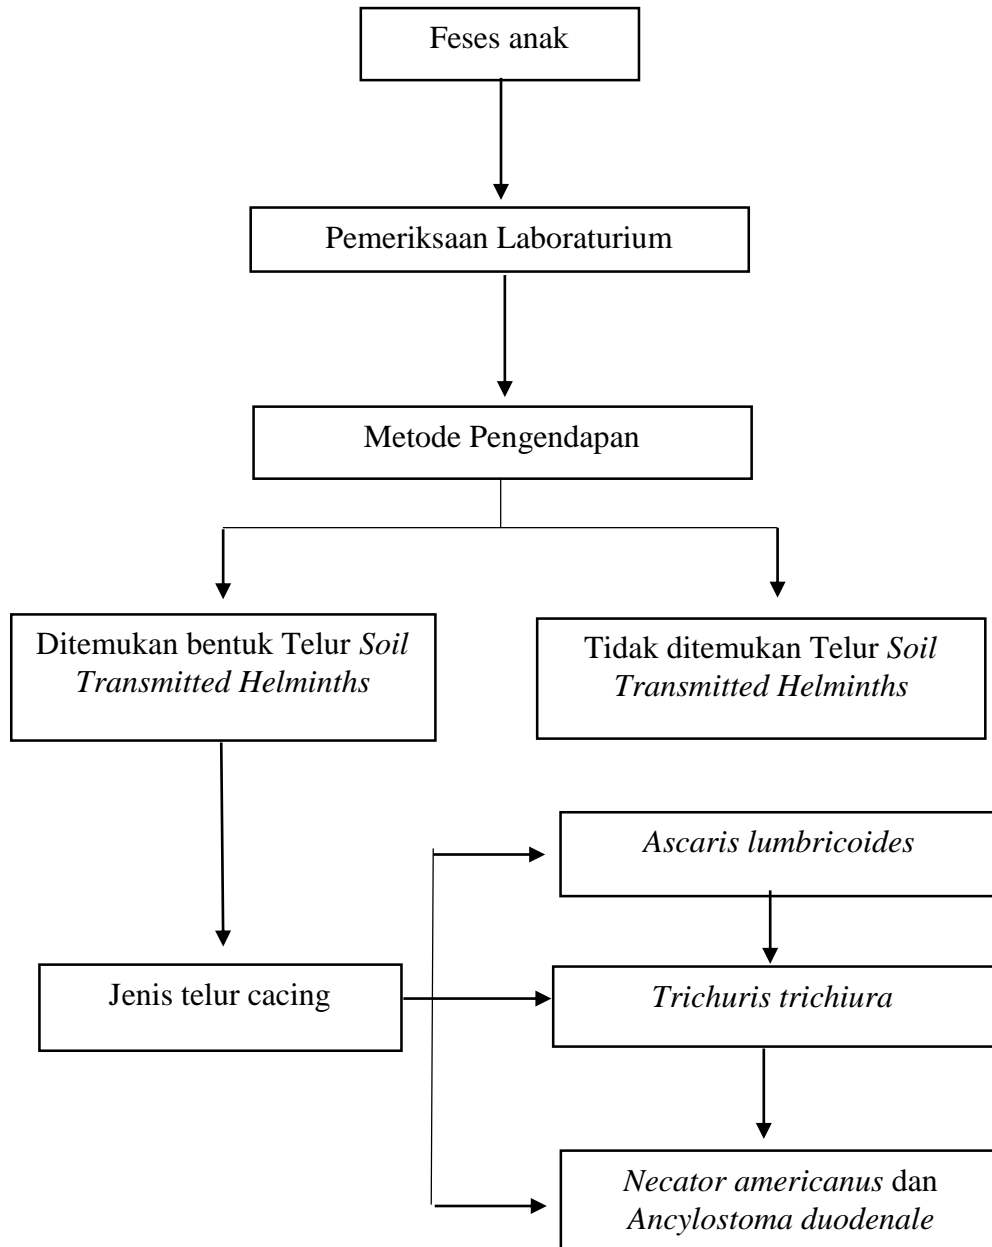 Feses anak
Pemeriksaan Laboraturium
Metode Pengendapan
Ditemukan bentuk Telur Soil
Transmitted Helminths
Tidak ditemukan Telur Soil
Transmitted Helminths
Ascaris lumbricoides
Jenis telur cacing
Trichuris trichiura
Necator americanus dan
Ancylostoma duodenale